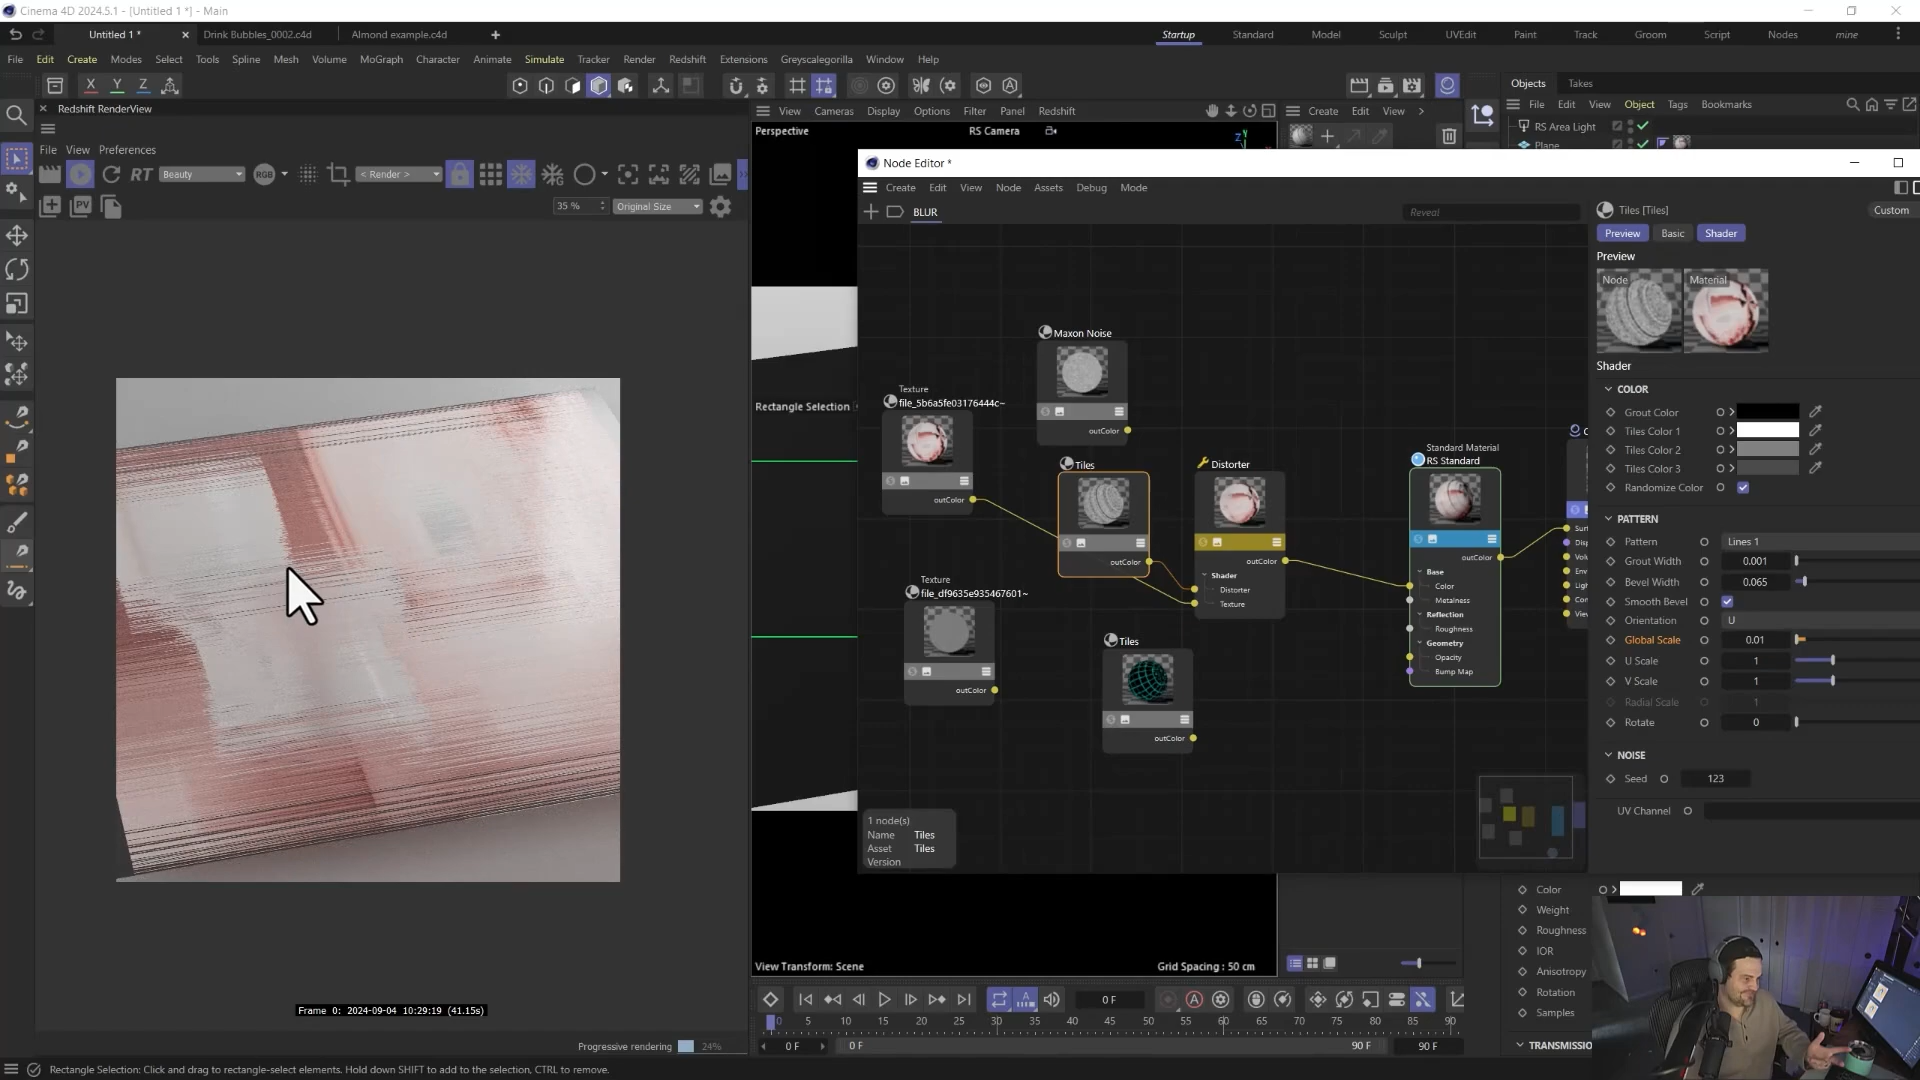 Cinema 4D 2024.5.1 - [Untitled 1 *] - Main
Untitled 1 *
Drink Bubbles_0002.c4d
Almond example.c4d
Startup
Standard
Model
Sculpt
UVEdit
Paint
Track
Groom
Script
Nodes
mine
File Edit Create Modes Select Tools Spline Mesh Volume MoGraph Character Animate Simulate Tracker Render Redshift Extensions Greyscalegorilla Window Help
X Y Z
Objects
Takes
Redshift RenderView
View Cameras Display Options Filter Panel Redshift
Create Edit View
File Edit View Object Tags Bookmarks
RS Area Light
Plane
Perspective
RS Camera
File View Preferences
RT
Beauty
RGB
< Render >
PV
35 %
Original Size
Node Editor *
Create Edit View Node Assets Debug Mode
BLUR
Reveal
Tiles [Tiles]
Custom
Preview
Basic
Shader
Preview
Node
Material
Shader
COLOR
Grout Color
Tiles Color 1
Tiles Color 2
Tiles Color 3
Randomize Color
PATTERN
Pattern
Lines 1
Grout Width
0.001
Bevel Width
0.065
Smooth Bevel
Orientation
U
Global Scale
0.01
U Scale
1
V Scale
1
Radial Scale
1
Rotate
0
NOISE
Seed
123
UV Channel
Maxon Noise
outColor
Texture
file_5b6a5fe03176444c~
outColor
Tiles
outColor
Distorter
outColor
Shader
Distorter
Texture
Standard Material
RS Standard
outColor
Base
Color
Metalness
Reflection
Roughness
Geometry
Opacity
Bump Map
Texture
file_df9635e935467601~
outColor
Tiles
outColor
Rectangle Selection
1 node(s)
Name Tiles
Asset Tiles
Version
Color
Weight
Roughness
IOR
Anisotropy
Rotation
Samples
TRANSMISSIO
View Transform: Scene
Grid Spacing : 50 cm
Frame 0: 2024-09-04 10:29:19 (41.15s)
Progressive rendering
24%
0 F
0 5 10 15 20 25 30 35 40 45 50 55 60 65 70 75 80 85 90
0 F
0 F
90 F
90 F
Rectangle Selection: Click and drag to rectangle-select elements. Hold down SHIFT to add to the selection, CTRL to remove.